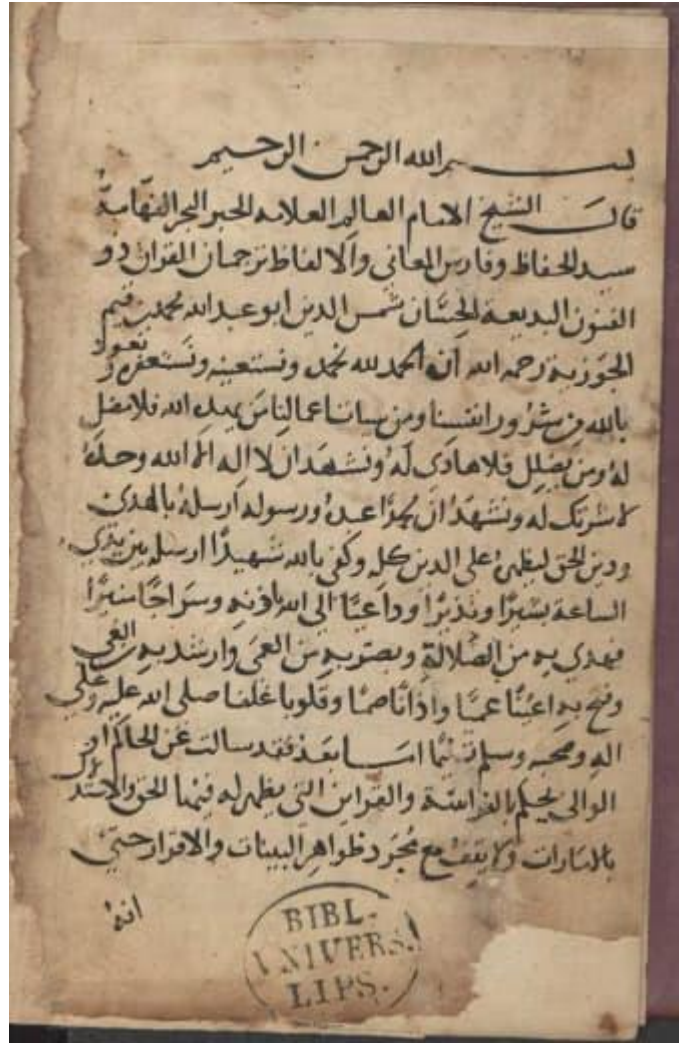 بسم الله الرحمن الرحيم
قال الشيخ الامام العالم العلامه الحبر البحر الفهامة
سيد الحفاظ وفارس المعاني والالفاظ ترجمان القران ذو
الفنون البديعة الحسان شمس الدين ابو عبد الله محمد بن قيم
الجوزية رحمه الله ان الحمد لله نحمده ونستعينه ونستغفره ونعوذ
بالله من شرور انفسنا ومن سيات اعمالنا من يهده الله فلا مضل
له ومن يضلل فلا هادي له ونشهد ان لا اله الا الله وحده
لا شريك له ونشهد ان محمدا عبده ورسوله ارسله بالهدى
ودين الحق ليظهره على الدين كله وكفى بالله شهيدا ارسله بين يدي
الساعة بشيرا ونذيرا وداعيا الى الله باذنه وسراجا منيرا
فهدي به من الضلالة وبصر به من العمى وارشد به من الغي
وفتح به اعينا عميا واذانا صما وقلوبا غلفا صلى الله عليه وعلي
اله وصحبه وسلم تسليما اما بعد فقد سالت عن الحاكم او
الوالي يحكم بالفراسة والقراين التي يظهر له فيها الحق والاستدلال
بالامارات ولا يقف مع مجرد ظواهر البينات والاقرار حتي
انه
BIBL.
VNIVERS.
LIPS.